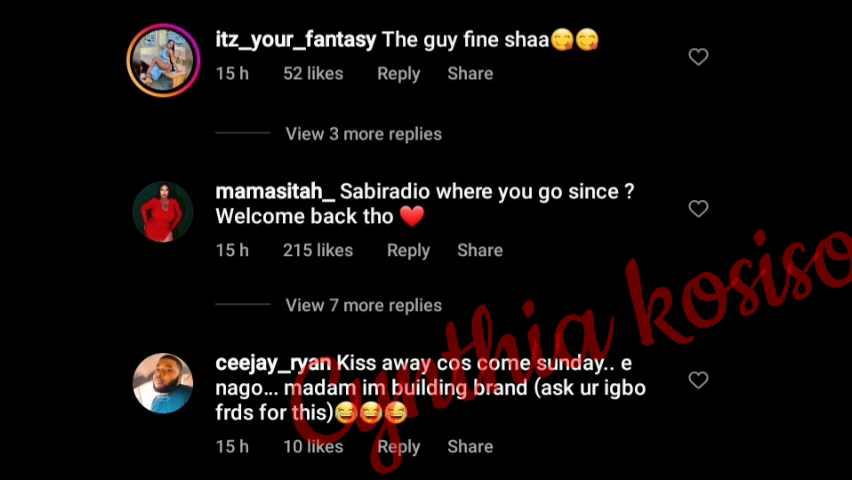 itz_your_fantasy The guy fine shaa😋😋
15 h 52 likes Reply Share
View 3 more replies
mamasitah_ Sabiradio where you go since ?
Welcome back tho ❤️
15 h 215 likes Reply Share
View 7 more replies
ceejay_ryan Kiss away cos come sunday.. e
nago... madam im building brand (ask ur igbo
frds for this)😂😂😂
15 h 10 likes Reply Share
Cynthia kosiso